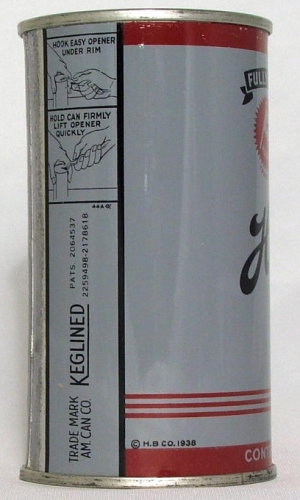 HOOK EASY OPENER
UNDER RIM
HOLD CAN FIRMLY
LIFT OPENER
QUICKLY
TRADE MARK
AM. CAN CO.
KEGLINED
PATS. 2064537
2259498-2178618
FULL
H
© H.B CO. 1938
CONT